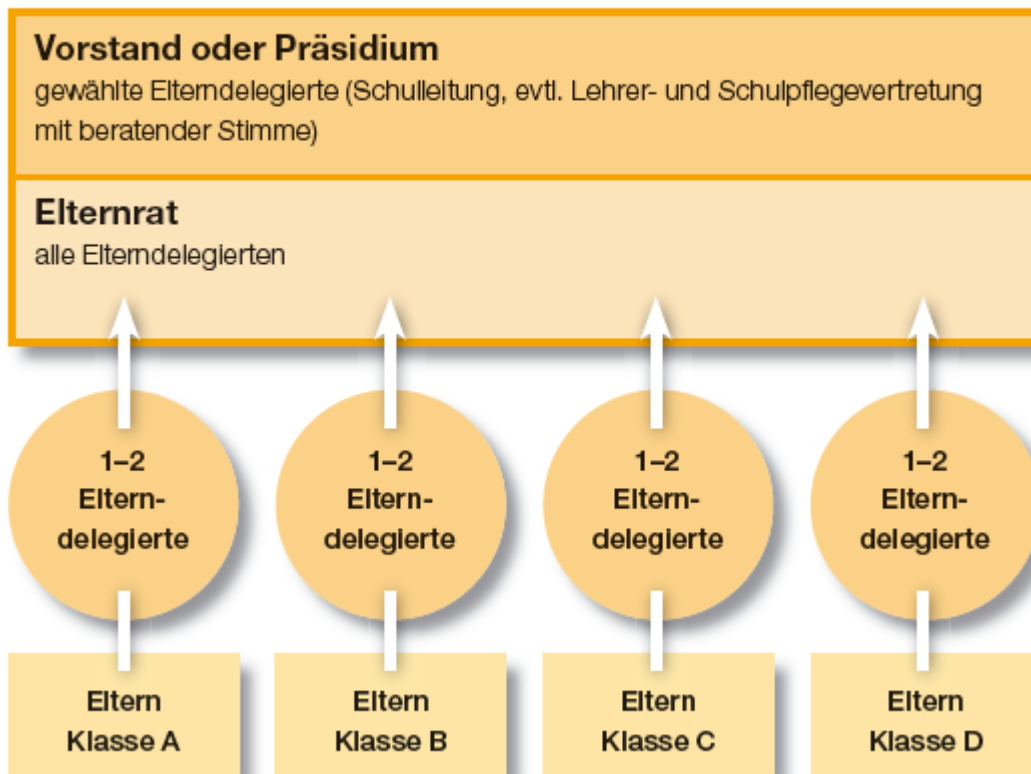 Vorstand oder Präsidium
gewählte Elterndelegierte (Schulleitung, evtl. Lehrer- und Schulpflegevertretung
mit beratender Stimme)
Elternrat
alle Elterndelegierten
1–2
Eltern-
delegierte
1–2
Eltern-
delegierte
1–2
Eltern-
delegierte
1–2
Eltern-
delegierte
Eltern
Klasse A
Eltern
Klasse B
Eltern
Klasse C
Eltern
Klasse D